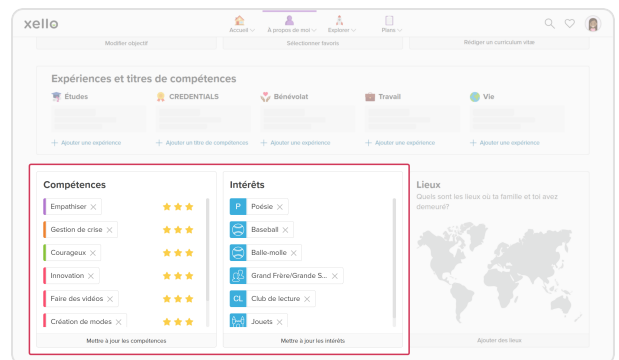 xello
Accueil
À propos de moi
Explorer
Plans
Modifier objectif
Sélectionner favoris
Rédiger un curriculum vitæ
Expériences et titres de compétences
Études
CREDENTIALS
Bénévolat
Travail
Vie
+ Ajouter une expérience
+ Ajouter un titre de compétences
+ Ajouter une expérience
+ Ajouter une expérience
+ Ajouter une expérience
Compétences
Empathiser
Gestion de crise
Courageux
Innovation
Faire des vidéos
Création de modes
Mettre à jour les compétences
Intérêts
P Poésie
Baseball
Balle-molle
Grand Frère/Grande S...
CL Club de lecture
Jouets
Mettre à jour les intérêts
Lieux
Quels sont les lieux où ta famille et toi avez
demeuré?
Ajouter des lieux